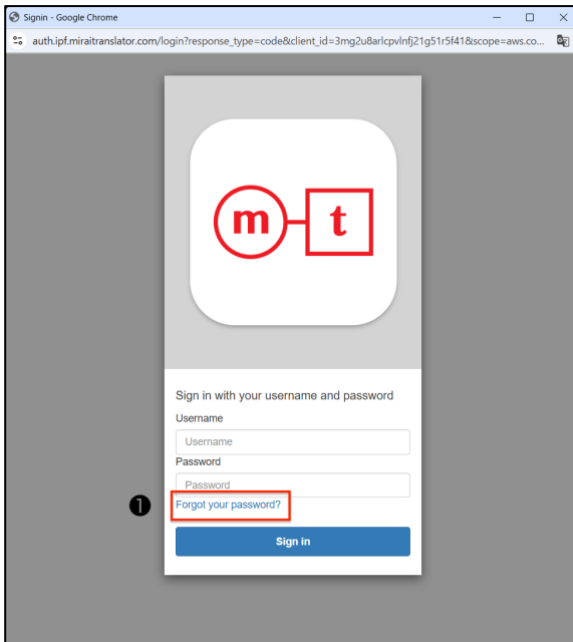 Signin - Google Chrome
auth.ipf.miraitranslator.com/login?response_type=code&client_id=3mg2u8arlcpvlnfj21g51r5f41&scope=aws.co...
m t
Sign in with your username and password
Username
Username
Password
Password
❶ Forgot your password?
Sign in